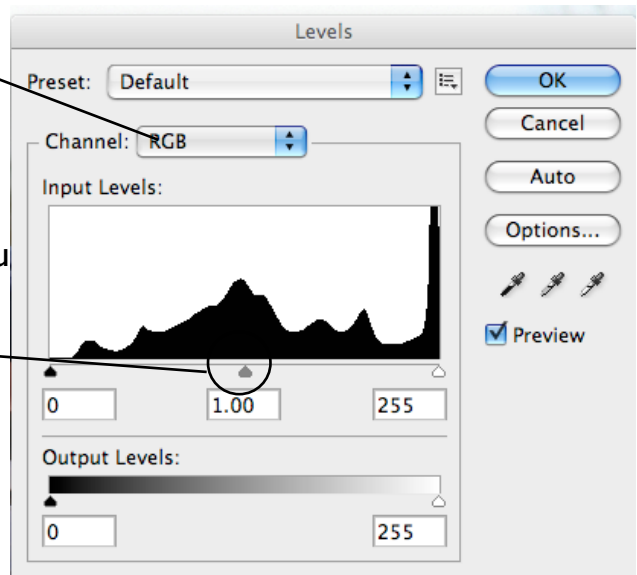 Levels
Preset: Default
OK
Channel: RGB
Cancel
Input Levels:
Auto
Options...
u
Preview
0 1.00 255
Output Levels:
0 255